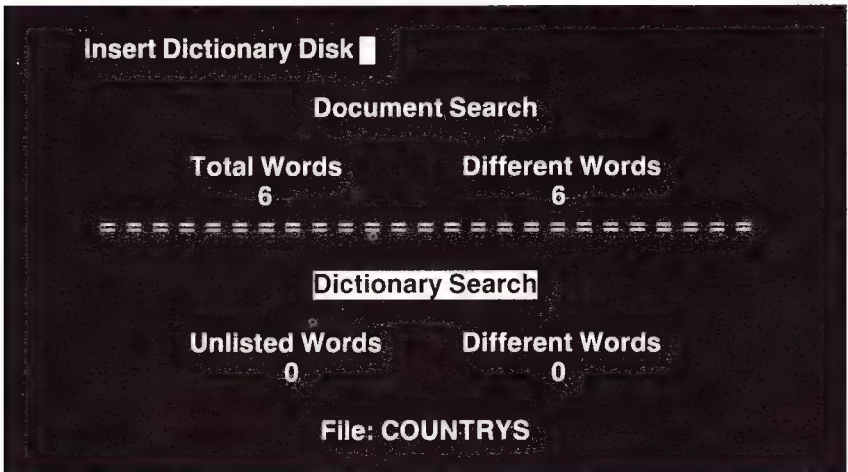 Insert Dictionary Disk
Document Search
Total Words Different Words
6 6
= = = = = = = = = = = = = = = = = = = = = = = = =
Dictionary Search
Unlisted Words Different Words
0 0
File: COUNTRYS